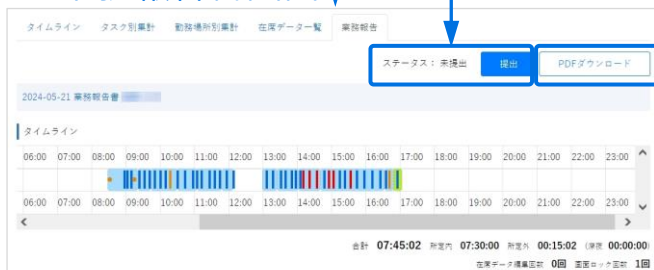 タイムライン タスク別集計 勤務場所別集計 在席データ一覧 業務報告
ステータス： 未提出 提出 PDFダウンロード
2024-05-21 業務報告書
タイムライン
06:00 07:00 08:00 09:00 10:00 11:00 12:00 13:00 14:00 15:00 16:00 17:00 18:00 19:00 20:00 21:00 22:00 23:00
06:00 07:00 08:00 09:00 10:00 11:00 12:00 13:00 14:00 15:00 16:00 17:00 18:00 19:00 20:00 21:00 22:00 23:00
合計 07:45:02 所定内 07:30:00 所定外 00:15:02 (深夜 00:00:00)
在席データ編集回数 0回 画面ロック回数 1回